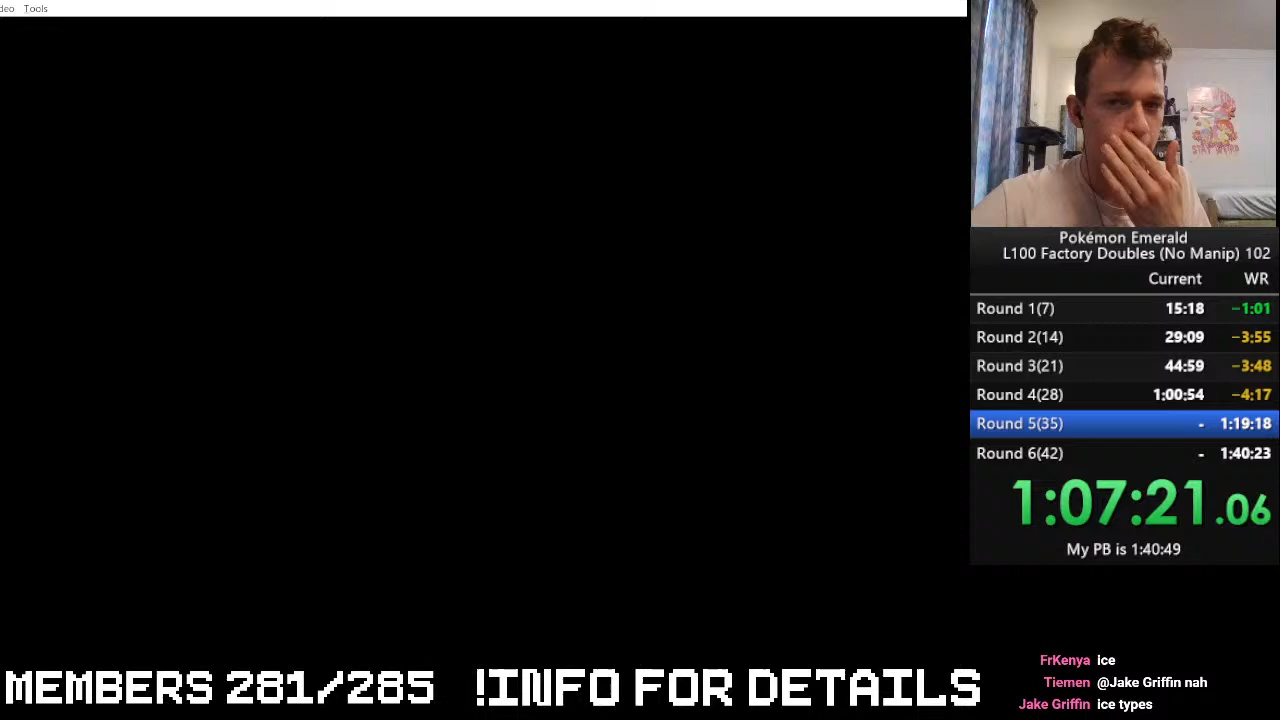 deo Tools
STAY WEIRD
Pokémon Emerald
L100 Factory Doubles (No Manip) 102
Current WR
Round 1(7) 15:18 −1:01
Round 2(14) 29:09 −3:55
Round 3(21) 44:59 −3:48
Round 4(28) 1:00:54 −4:17
Round 5(35) - 1:19:18
Round 6(42) - 1:40:23
1:07:21.06
My PB is 1:40:49
FrKenya Ice
Tiemen @Jake Griffin nah
Jake Griffin ice types
MEMBERS 281/285 !INFO FOR DETAILS